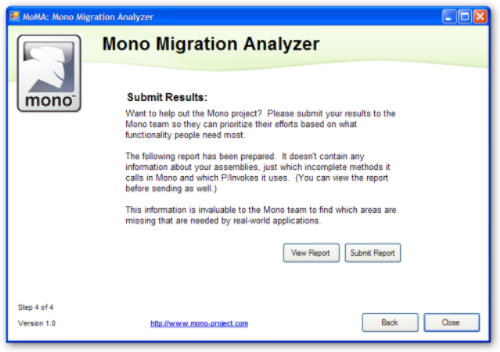 MoMA: Mono Migration Analyzer
Mono Migration Analyzer
mono
Submit Results:
Want to help out the Mono project? Please submit your results to the
Mono team so they can prioritize their efforts based on what
functionality people need most.
The following report has been prepared. It doesn't contain any
information about your assemblies, just which incomplete methods it
calls in Mono and which P/Invokes it uses. (You can view the report
before sending as well.)
This information is invaluable to the Mono team to find which areas are
missing that are needed by real-world applications.
View Report Submit Report
Step 4 of 4
Version 1.0 http://www.mono-project.com Back Close